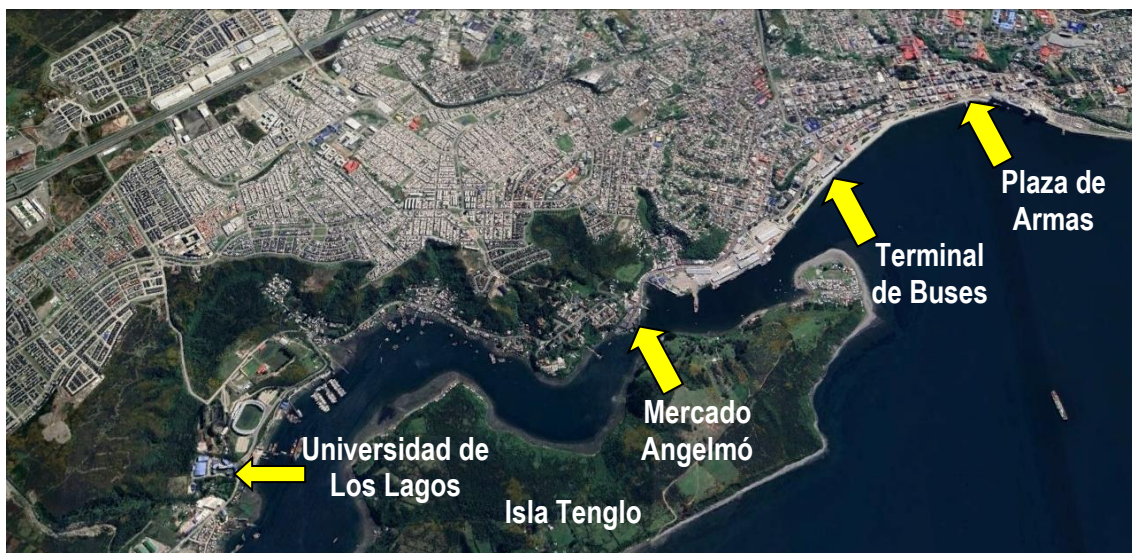 Plaza de
Armas
Terminal
de Buses
Mercado
Angelmó
Universidad de
Los Lagos
Isla Tenglo